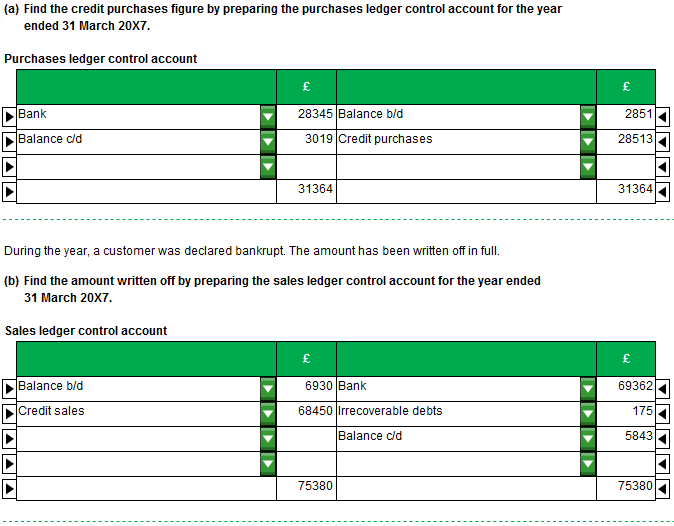 (a) Find the credit purchases figure by preparing the purchases ledger control account for the year
ended 31 March 20X7.
Purchases ledger control account
£ £
Bank 28345 Balance b/d 2851
Balance c/d 3019 Credit purchases 28513
31364 31364
During the year, a customer was declared bankrupt. The amount has been written off in full.
(b) Find the amount written off by preparing the sales ledger control account for the year ended
31 March 20X7.
Sales ledger control account
£ £
Balance b/d 6930 Bank 69362
Credit sales 68450 Irrecoverable debts 175
Balance c/d 5843
75380 75380